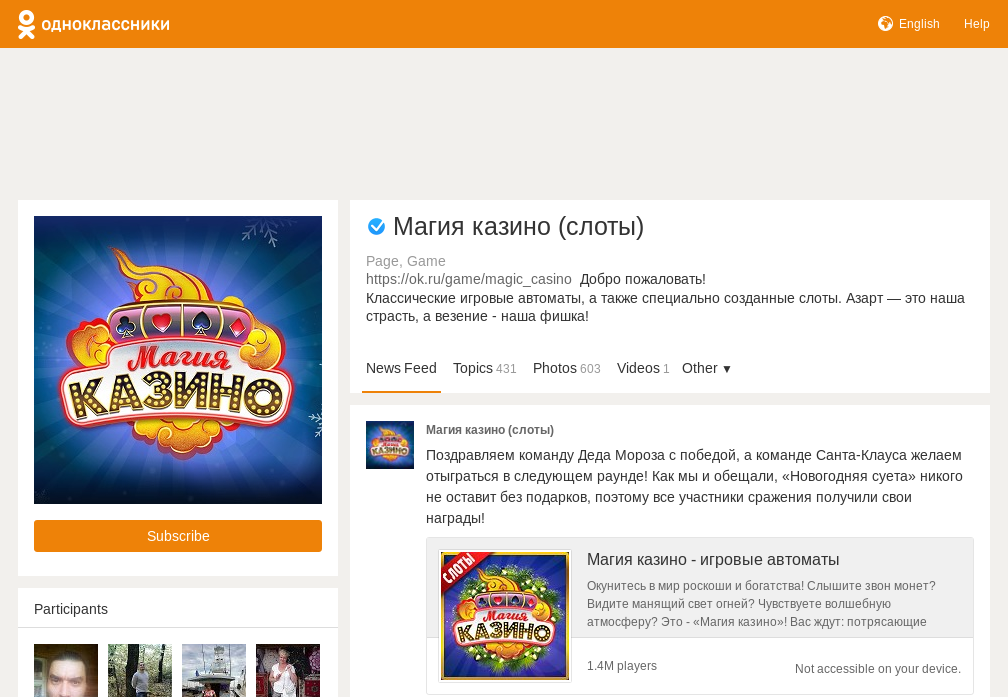 одноклассники
English
Help
Магия
КАЗИНО
Subscribe
Participants
Магия казино (слоты)
Page, Game
https://ok.ru/game/magic_casino Добро пожаловать!
Классические игровые автоматы, а также специально созданные слоты. Азарт — это наша
страсть, а везение - наша фишка!
News Feed
Topics 431
Photos 603
Videos 1
Other ▼
Магия казино (слоты)
Поздравляем команду Деда Мороза с победой, а команде Санта-Клауса желаем
отыграться в следующем раунде! Как мы и обещали, «Новогодняя суета» никого
не оставит без подарков, поэтому все участники сражения получили свои
награды!
СЛОТЫ
Магия
КАЗИНО
Магия казино - игровые автоматы
Окунитесь в мир роскоши и богатства! Слышите звон монет?
Видите манящий свет огней? Чувствуете волшебную
атмосферу? Это - «Магия казино»! Вас ждут: потрясающие
1.4M players
Not accessible on your device.